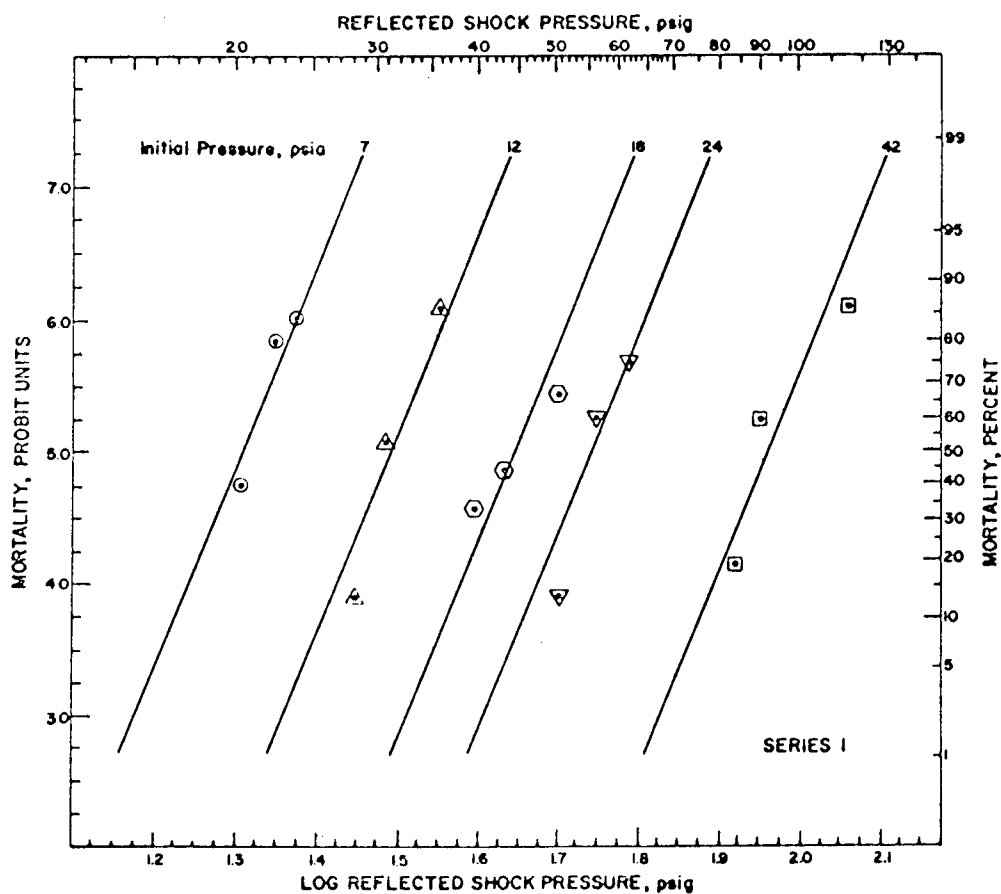 REFLECTED SHOCK PRESSURE, psig
20 30 40 50 60 70 80 90 100 130
Initial Pressure, psia 7 12 18 24 42
7.0
6.0
5.0
4.0
3.0
MORTALITY, PROBIT UNITS
99
95
90
80
70
60
50
40
30
20
10
5
1
MORTALITY, PERCENT
SERIES I
1.2 1.3 1.4 1.5 1.6 1.7 1.8 1.9 2.0 2.1
LOG REFLECTED SHOCK PRESSURE, psig